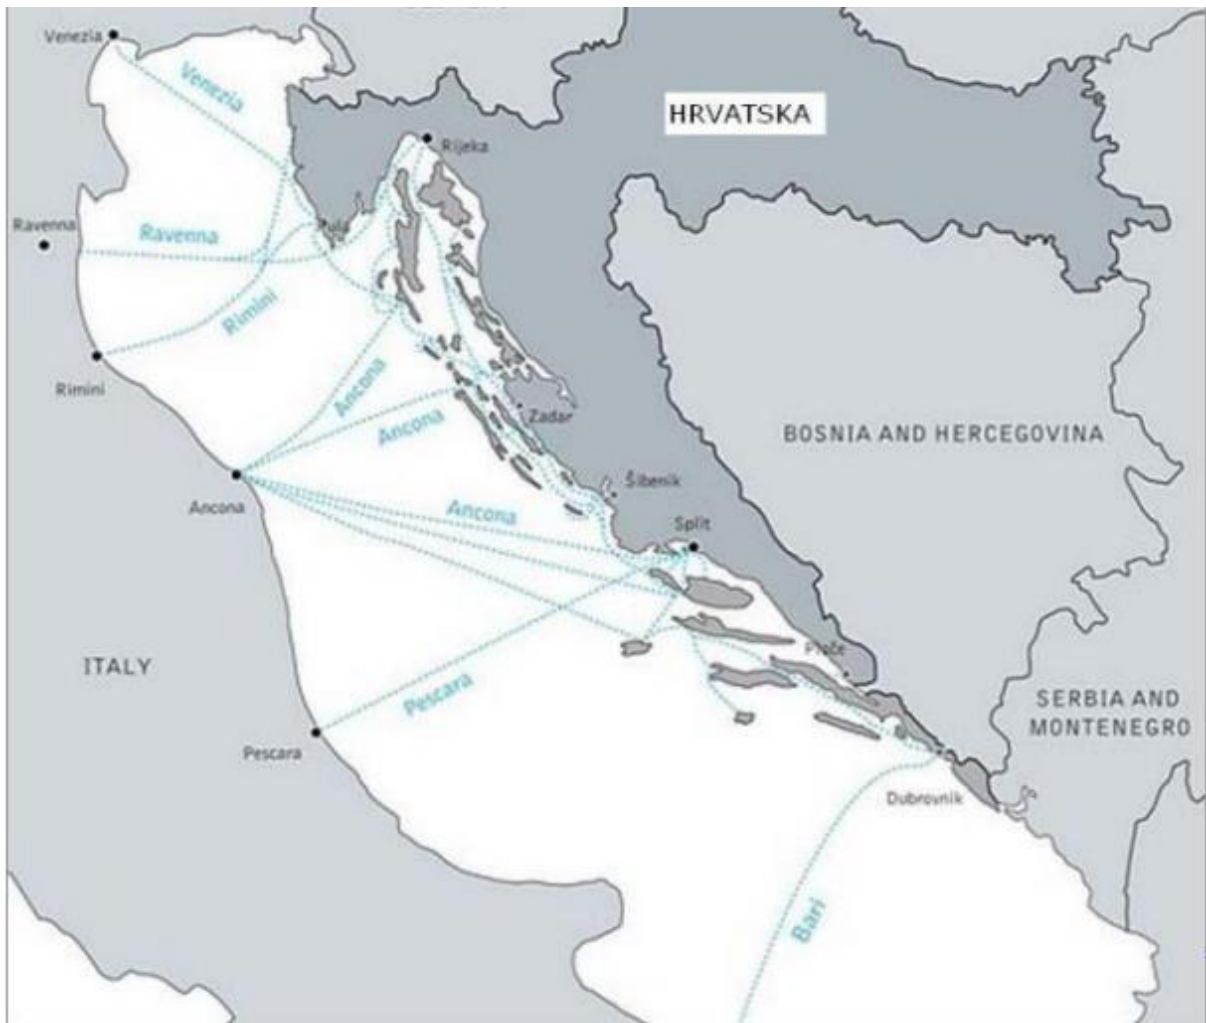 Venezia
Venezia
HRVATSKA
Rijeka
Ravenna
Ravenna
Pula
Rimini
Rimini
Ancona
Ancona
Zadar
BOSNIA AND HERCEGOVINA
Ancona
Ancona
Šibenik
Split
ITALY
Ploče
Pescara
Pescara
SERBIA AND
MONTENEGRO
Dubrovnik
Bari